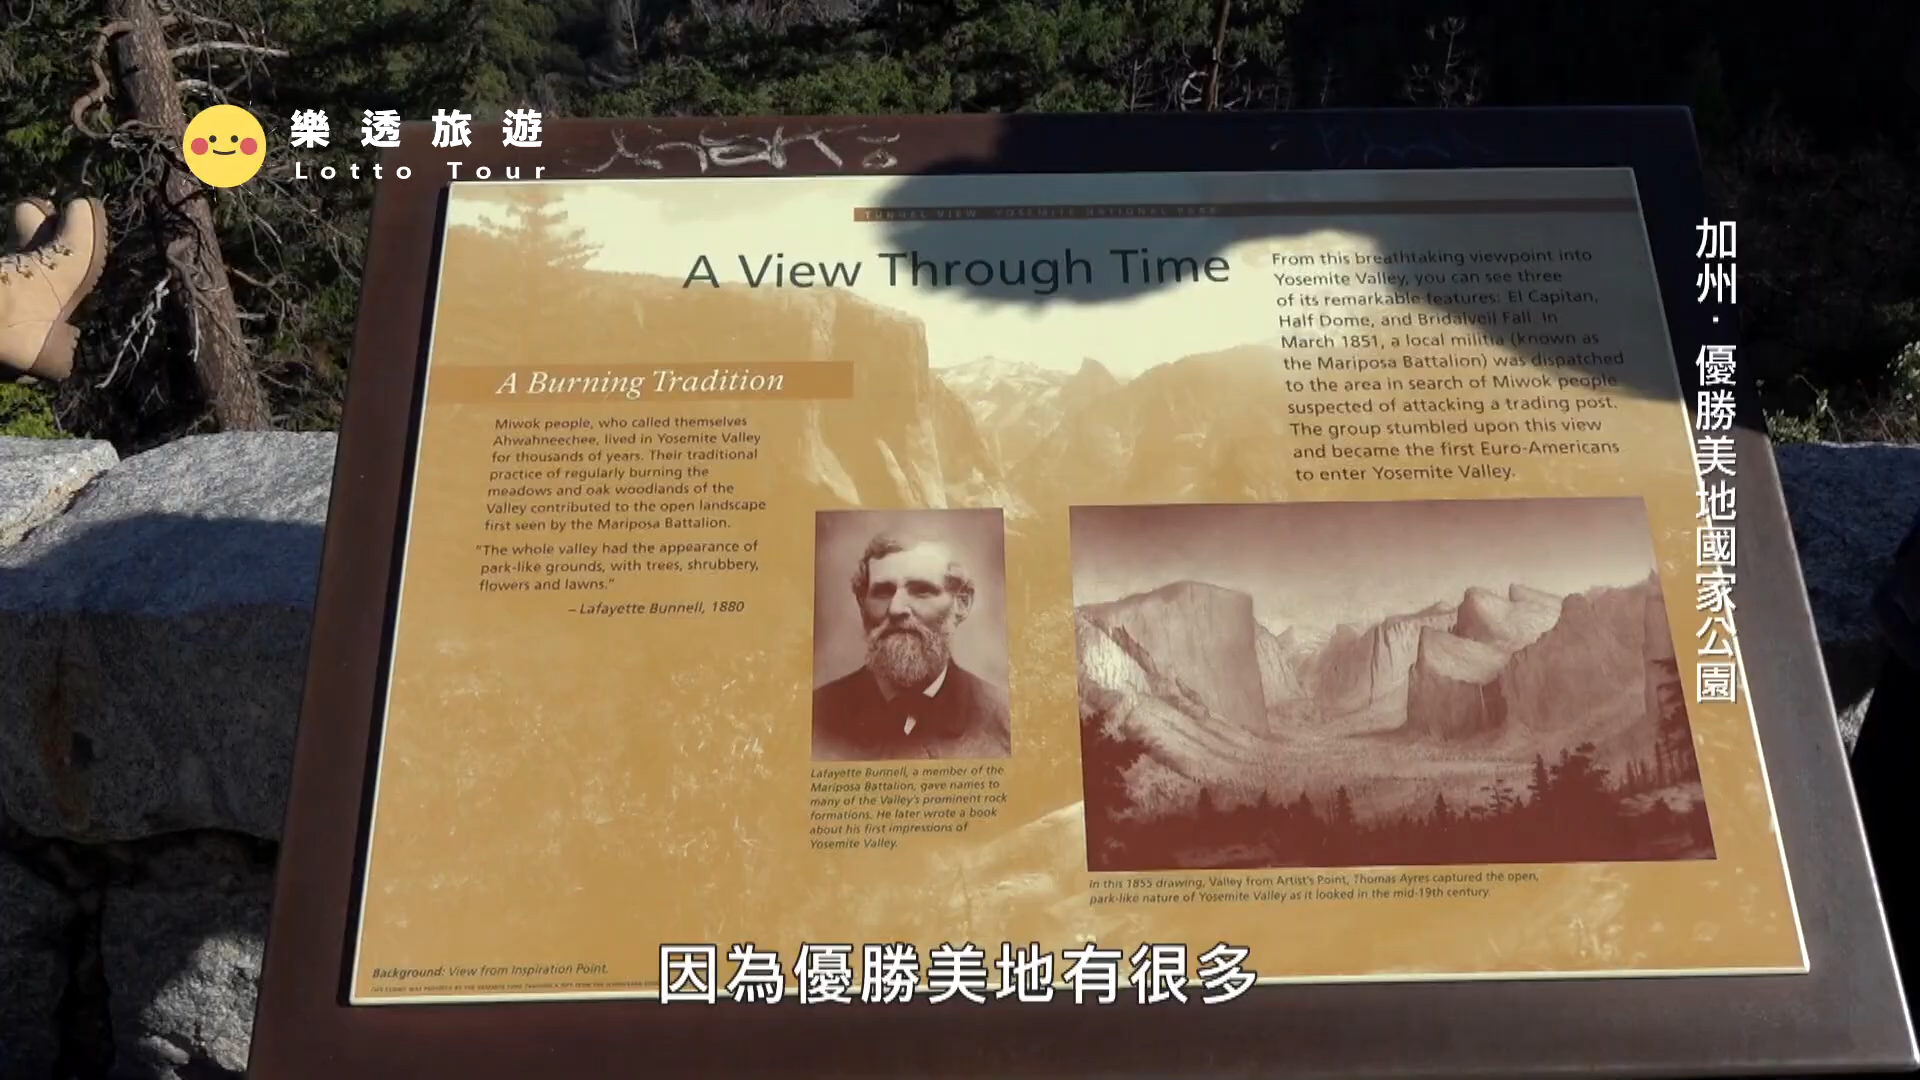 樂透旅遊
Lotto Tour
TUNNEL VIEW YOSEMITE NATIONAL PARK
A View Through Time
From this breathtaking viewpoint into
Yosemite Valley, you can see three
of its remarkable features: El Capitan,
Half Dome, and Bridalveil Fall. In
March 1851, a local militia (known as
the Mariposa Battalion) was dispatched
to the area in search of Miwok people
suspected of attacking a trading post.
The group stumbled upon this view
and became the first Euro-Americans
to enter Yosemite Valley.
A Burning Tradition
Miwok people, who called themselves
Ahwahneechee, lived in Yosemite Valley
for thousands of years. Their traditional
practice of regularly burning the
meadows and oak woodlands of the
Valley contributed to the open landscape
first seen by the Mariposa Battalion.
"The whole valley had the appearance of
park-like grounds, with trees, shrubbery,
flowers and lawns."
– Lafayette Bunnell, 1880
Lafayette Bunnell, a member of the
Mariposa Battalion, gave names to
many of the Valley's prominent rock
formations. He later wrote a book
about his first impressions of
Yosemite Valley.
In this 1855 drawing, Valley from Artist's Point, Thomas Ayres captured the open,
park-like nature of Yosemite Valley as it looked in the mid-19th century.
Background: View from Inspiration Point.
加州·優勝美地國家公園
因為優勝美地有很多